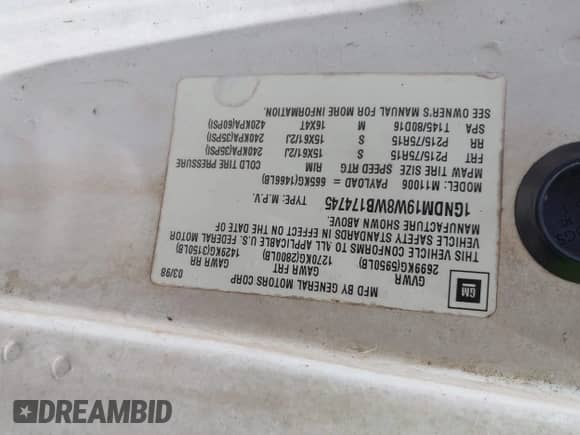 MFD BY GENERAL MOTORS CORP
03/98
GM
GVWR GAWR FRT GAWR RR
2699KG(5950LB) 1270KG(2800LB) 1429KG(3150LB)
THIS VEHICLE CONFORMS TO ALL APPLICABLE U.S. FEDERAL MOTOR
VEHICLE SAFETY STANDARDS IN EFFECT ON THE DATE OF
MANUFACTURE SHOWN ABOVE.
1GNDM19W8WB174745 TYPE: M.P.V.
MODEL: M11006 PAYLOAD = 665KG(1466LB)
MPAW TIRE SIZE SPEED RTG RIM COLD TIRE PRESSURE
FRT P215/75R15 S 15X61/2J 240KPA(35PSI)
RR P215/75R15 S 15X61/2J 240KPA(35PSI)
SPA T145/80D16 M 16X4T 420KPA(60PSI)
SEE OWNER'S MANUAL FOR MORE INFORMATION.
DREAMBID